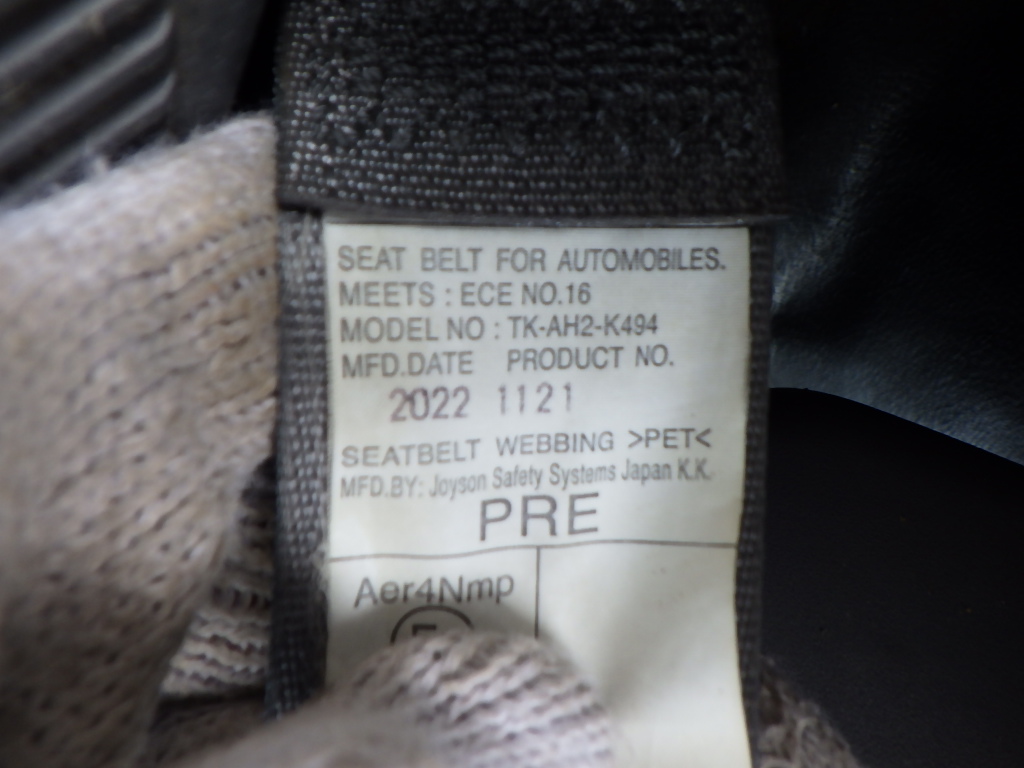 SEAT BELT FOR AUTOMOBILES.
MEETS : ECE NO.16
MODEL NO : TK-AH2-K494
MFD.DATE PRODUCT NO.
2022 1121
SEATBELT WEBBING >PET<
MFD.BY: Joyson Safety Systems Japan K.K.
PRE
Aer4Nmp